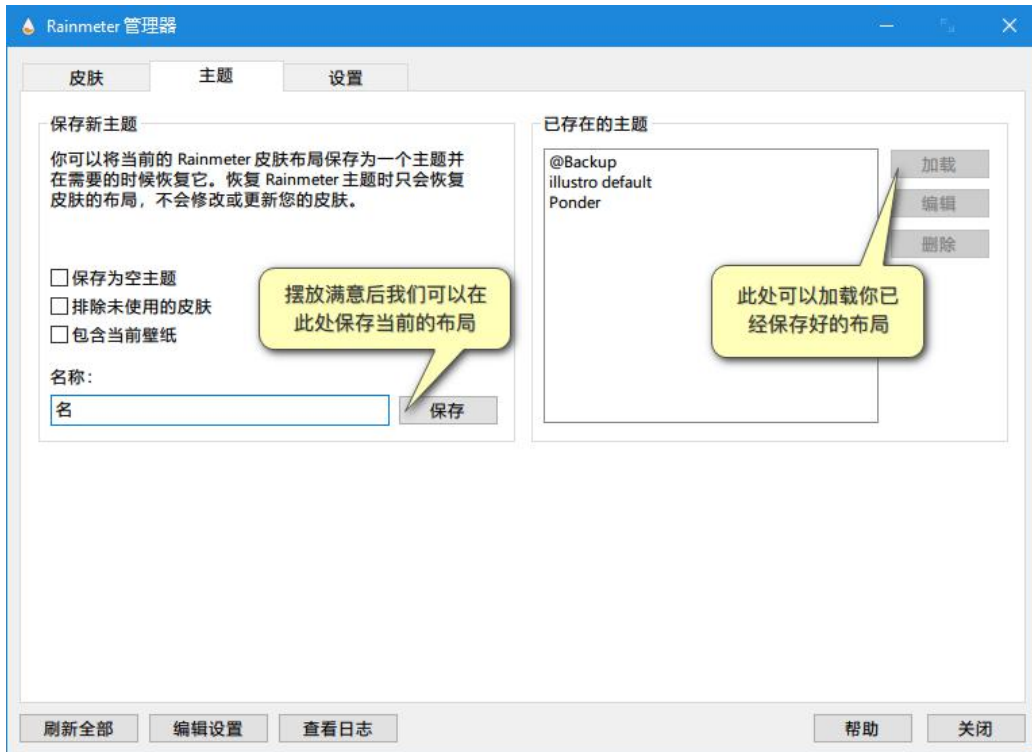 Rainmeter 管理器
皮肤
主题
设置
保存新主题
你可以将当前的 Rainmeter 皮肤布局保存为一个主题并
在需要的时候恢复它。恢复 Rainmeter 主题时只会恢复
皮肤的布局，不会修改或更新您的皮肤。
保存为空主题
排除未使用的皮肤
包含当前壁纸
摆放满意后我们可以在
此处保存当前的布局
名称：
名
保存
已存在的主题
@Backup
illustro default
Ponder
加载
编辑
删除
此处可以加载你已
经保存好的布局
刷新全部
编辑设置
查看日志
帮助
关闭